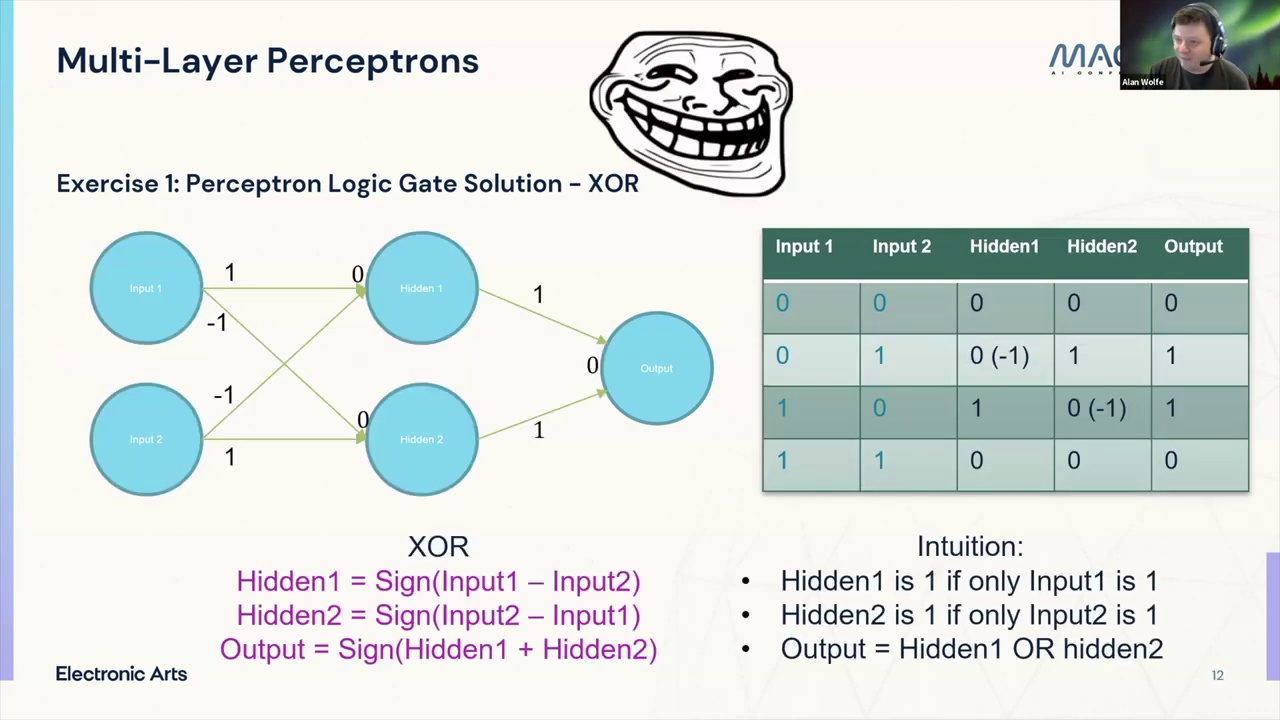 Multi-Layer Perceptrons
Alan Wolfe
Exercise 1: Perceptron Logic Gate Solution - XOR
Input 1
1
-1
0
Hidden 1
1
0
Output
Input 2
-1
1
0
Hidden 2
1
Input 1 Input 2 Hidden1 Hidden2 Output
0 0 0 0 0
0 1 0 (-1) 1 1
1 0 1 0 (-1) 1
1 1 0 0 0
XOR
Hidden1 = Sign(Input1 – Input2)
Hidden2 = Sign(Input2 – Input1)
Output = Sign(Hidden1 + Hidden2)
Intuition:
• Hidden1 is 1 if only Input1 is 1
• Hidden2 is 1 if only Input2 is 1
• Output = Hidden1 OR hidden2
Electronic Arts
12